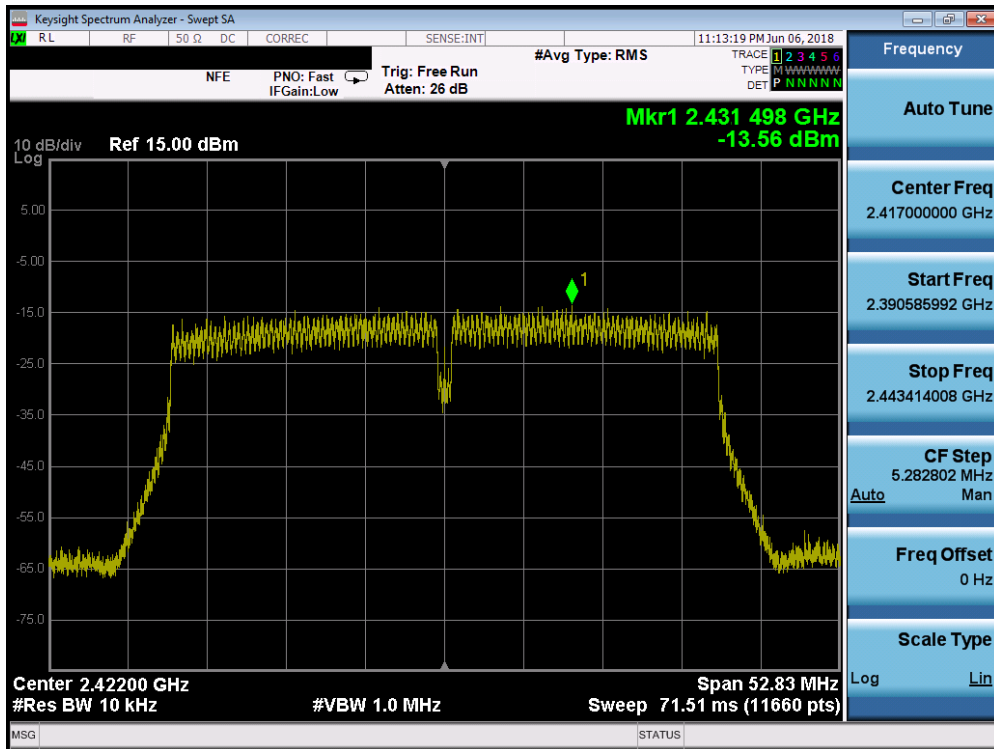 Keysight Spectrum Analyzer - Swept SA
LXI RL RF 50 Ω DC CORREC SENSE:INT 11:13:19 PM Jun 06, 2018
#Avg Type: RMS TRACE 1 2 3 4 5 6
NFE PNO: Fast Trig: Free Run TYPE M W W W W W
IFGain:Low Atten: 26 dB DET P N N N N N
Mkr1 2.431 498 GHz
-13.56 dBm
10 dB/div Ref 15.00 dBm
Log
1
5.00
-5.00
-15.0
-25.0
-35.0
-45.0
-55.0
-65.0
-75.0
Center 2.42200 GHz Span 52.83 MHz
#Res BW 10 kHz #VBW 1.0 MHz Sweep 71.51 ms (11660 pts)
MSG STATUS
Frequency
Auto Tune
Center Freq
2.417000000 GHz
Start Freq
2.390585992 GHz
Stop Freq
2.443414008 GHz
CF Step
5.282802 MHz
Auto Man
Freq Offset
0 Hz
Scale Type
Log Lin